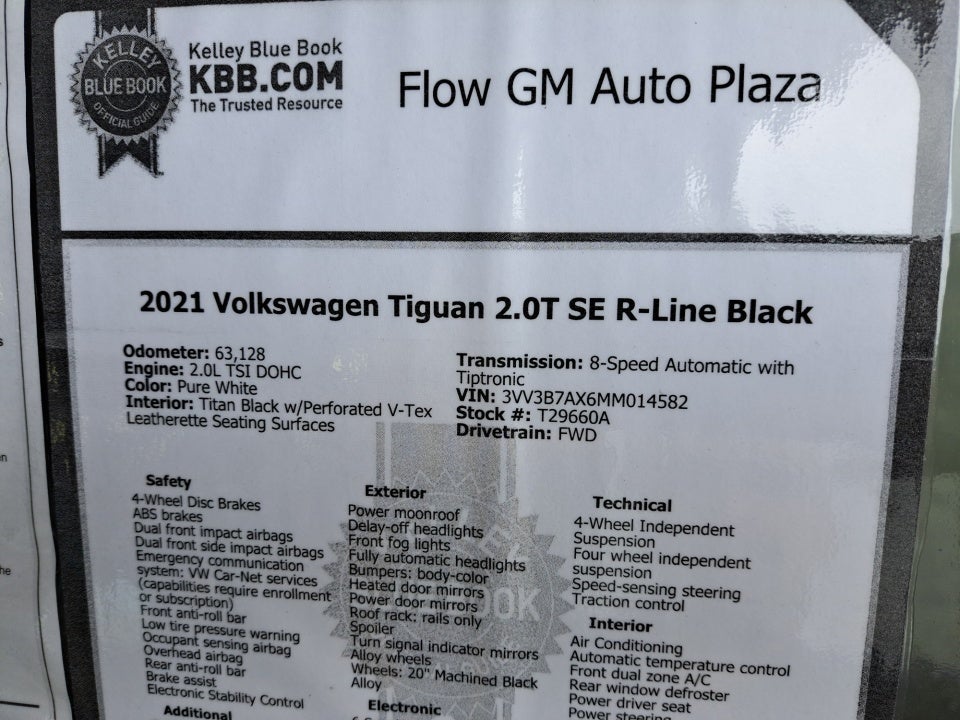 KELLEY
BLUE BOOK
OFFICIAL GUIDE
Kelley Blue Book
KBB.COM
The Trusted Resource
Flow GM Auto Plaza
2021 Volkswagen Tiguan 2.0T SE R-Line Black
Odometer: 63,128
Engine: 2.0L TSI DOHC
Color: Pure White
Interior: Titan Black w/Perforated V-Tex
Leatherette Seating Surfaces
Transmission: 8-Speed Automatic with
Tiptronic
VIN: 3VV3B7AX6MM014582
Stock #: T29660A
Drivetrain: FWD
Safety
4-Wheel Disc Brakes
ABS brakes
Dual front impact airbags
Dual front side impact airbags
Emergency communication
system: VW Car-Net services
(capabilities require enrollment
or subscription)
Front anti-roll bar
Low tire pressure warning
Occupant sensing airbag
Overhead airbag
Rear anti-roll bar
Brake assist
Electronic Stability Control
Additional
Exterior
Power moonroof
Delay-off headlights
Front fog lights
Fully automatic headlights
Bumpers: body-color
Heated door mirrors
Power door mirrors
Roof rack: rails only
Spoiler
Turn signal indicator mirrors
Alloy wheels
Wheels: 20" Machined Black
Alloy
Electronic
Technical
4-Wheel Independent
Suspension
Four wheel independent
suspension
Speed-sensing steering
Traction control
Interior
Air Conditioning
Automatic temperature control
Front dual zone A/C
Rear window defroster
Power driver seat
Power steering